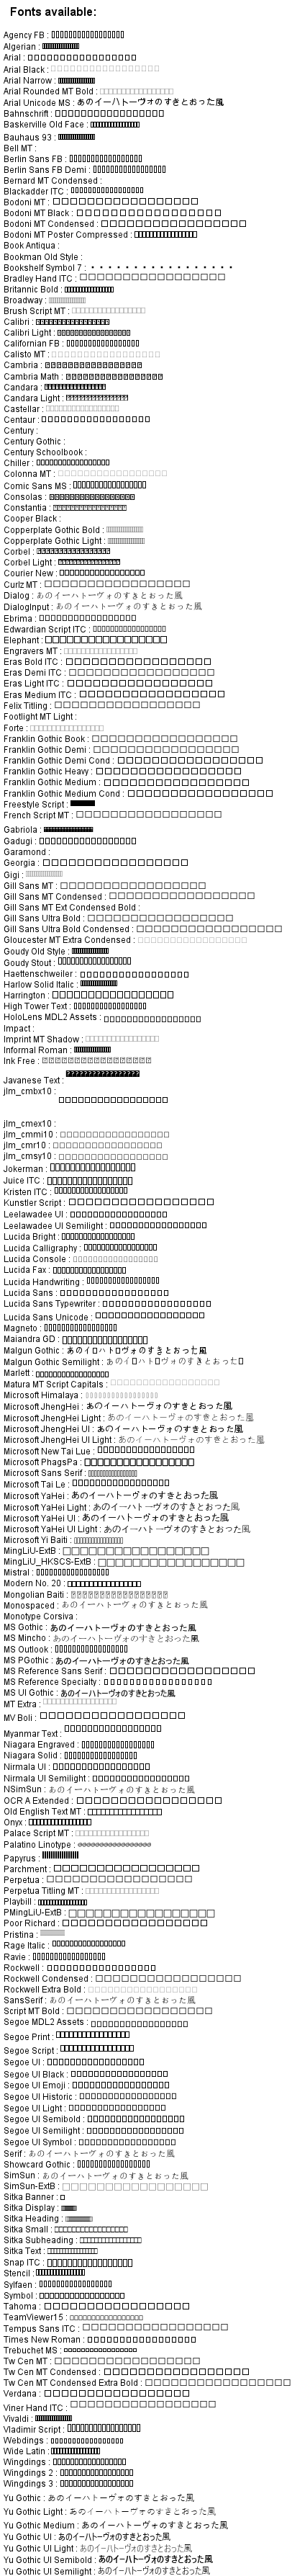 Fonts available:
Agency FB :
Algerian :
Arial :
Arial Black :
Arial Narrow :
Arial Rounded MT Bold :
Arial Unicode MS : あのイーハトーヴォのすきとおった風
Bahnschrift :
Baskerville Old Face :
Bauhaus 93 :
Bell MT :
Berlin Sans FB :
Berlin Sans FB Demi :
Bernard MT Condensed :
Blackadder ITC :
Bodoni MT :
Bodoni MT Black :
Bodoni MT Condensed :
Bodoni MT Poster Compressed :
Book Antiqua :
Bookman Old Style :
Bookshelf Symbol 7 :
Bradley Hand ITC :
Britannic Bold :
Broadway :
Brush Script MT :
Calibri :
Calibri Light :
Californian FB :
Calisto MT :
Cambria :
Cambria Math :
Candara :
Candara Light :
Castellar :
Centaur :
Century :
Century Gothic :
Century Schoolbook :
Chiller :
Colonna MT :
Comic Sans MS :
Consolas :
Constantia :
Cooper Black :
Copperplate Gothic Bold :
Copperplate Gothic Light :
Corbel :
Corbel Light :
Courier New :
Curlz MT :
Dialog : あのイーハトーヴォのすきとおった風
DialogInput : あのイーハトーヴォのすきとおった風
Ebrima :
Edwardian Script ITC :
Elephant :
Engravers MT :
Eras Bold ITC :
Eras Demi ITC :
Eras Light ITC :
Eras Medium ITC :
Felix Titling :
Footlight MT Light :
Forte :
Franklin Gothic Book :
Franklin Gothic Demi :
Franklin Gothic Demi Cond :
Franklin Gothic Heavy :
Franklin Gothic Medium :
Franklin Gothic Medium Cond :
Freestyle Script :
French Script MT :
Gabriola :
Gadugi :
Garamond :
Georgia :
Gigi :
Gill Sans MT :
Gill Sans MT Condensed :
Gill Sans MT Ext Condensed Bold :
Gill Sans Ultra Bold :
Gill Sans Ultra Bold Condensed :
Gloucester MT Extra Condensed :
Goudy Old Style :
Goudy Stout :
Haettenschweiler :
Harlow Solid Italic :
Harrington :
High Tower Text :
HoloLens MDL2 Assets :
Impact :
Imprint MT Shadow :
Informal Roman :
Ink Free :
Javanese Text :
jlm_cmbx10 :
jlm_cmex10 :
jlm_cmmi10 :
jlm_cmr10 :
jlm_cmsy10 :
Jokerman :
Juice ITC :
Kristen ITC :
Kunstler Script :
Leelawadee UI :
Leelawadee UI Semilight :
Lucida Bright :
Lucida Calligraphy :
Lucida Console :
Lucida Fax :
Lucida Handwriting :
Lucida Sans :
Lucida Sans Typewriter :
Lucida Sans Unicode :
Magneto :
Maiandra GD :
Malgun Gothic : あのイ ハト ヴォのすきとおった風
Malgun Gothic Semilight : あのイ ハト ヴォのすきとおった
Marlett :
Matura MT Script Capitals :
Microsoft Himalaya :
Microsoft JhengHei : あのイーハトーヴォのすきとおった風
Microsoft JhengHei Light : あのイーハトーヴォのすきとおった風
Microsoft JhengHei UI : あのイーハトーヴォのすきとおった風
Microsoft JhengHei UI Light : あのイーハトーヴォのすきとおった風
Microsoft New Tai Lue :
Microsoft PhagsPa :
Microsoft Sans Serif :
Microsoft Tai Le :
Microsoft YaHei : あのイーハトーヴォのすきとおった風
Microsoft YaHei Light : あのイーハトーヴォのすきとおった風
Microsoft YaHei UI : あのイーハトーヴォのすきとおった風
Microsoft YaHei UI Light : あのイーハトーヴォのすきとおった風
Microsoft Yi Baiti :
MingLiU-ExtB :
MingLiU_HKSCS-ExtB :
Mistral :
Modern No. 20 :
Mongolian Baiti :
Monospaced : あのイーハトーヴォのすきとおった風
Monotype Corsiva :
MS Gothic : あのイーハトーヴォのすきとおった風
MS Mincho : あのイーハトーヴォのすきとおった風
MS Outlook :
MS PGothic : あのイーハトーヴォのすきとおった風
MS Reference Sans Serif :
MS Reference Specialty :
MS UI Gothic : あのイーハトーヴォのすきとおった風
MT Extra :
MV Boli :
Myanmar Text :
Niagara Engraved :
Niagara Solid :
Nirmala UI :
Nirmala UI Semilight :
NSimSun : あのイーハトーヴォのすきとおった風
OCR A Extended :
Old English Text MT :
Onyx :
Palace Script MT :
Palatino Linotype :
Papyrus :
Parchment :
Perpetua :
Perpetua Titling MT :
Playbill :
PMingLiU-ExtB :
Poor Richard :
Pristina :
Rage Italic :
Ravie :
Rockwell :
Rockwell Condensed :
Rockwell Extra Bold :
SansSerif : あのイーハトーヴォのすきとおった風
Script MT Bold :
Segoe MDL2 Assets :
Segoe Print :
Segoe Script :
Segoe UI :
Segoe UI Black :
Segoe UI Emoji :
Segoe UI Historic :
Segoe UI Light :
Segoe UI Semibold :
Segoe UI Semilight :
Segoe UI Symbol :
Serif : あのイーハトーヴォのすきとおった風
Showcard Gothic :
SimSun : あのイーハトーヴォのすきとおった風
SimSun-ExtB :
Sitka Banner :
Sitka Display :
Sitka Heading :
Sitka Small :
Sitka Subheading :
Sitka Text :
Snap ITC :
Stencil :
Sylfaen :
Symbol :
Tahoma :
TeamViewer15 :
Tempus Sans ITC :
Times New Roman :
Trebuchet MS :
Tw Cen MT :
Tw Cen MT Condensed :
Tw Cen MT Condensed Extra Bold :
Verdana :
Viner Hand ITC :
Vivaldi :
Vladimir Script :
Webdings :
Wide Latin :
Wingdings :
Wingdings 2 :
Wingdings 3 :
Yu Gothic : あのイーハトーヴォのすきとおった風
Yu Gothic Light : あのイーハトーヴォのすきとおった風
Yu Gothic Medium : あのイーハトーヴォのすきとおった風
Yu Gothic UI : あのイーハトーヴォのすきとおった風
Yu Gothic UI Light : あのイーハトーヴォのすきとおった風
Yu Gothic UI Semibold : あのイーハトーヴォのすきとおった風
Yu Gothic UI Semilight : あのイーハトーヴォのすきとおった風